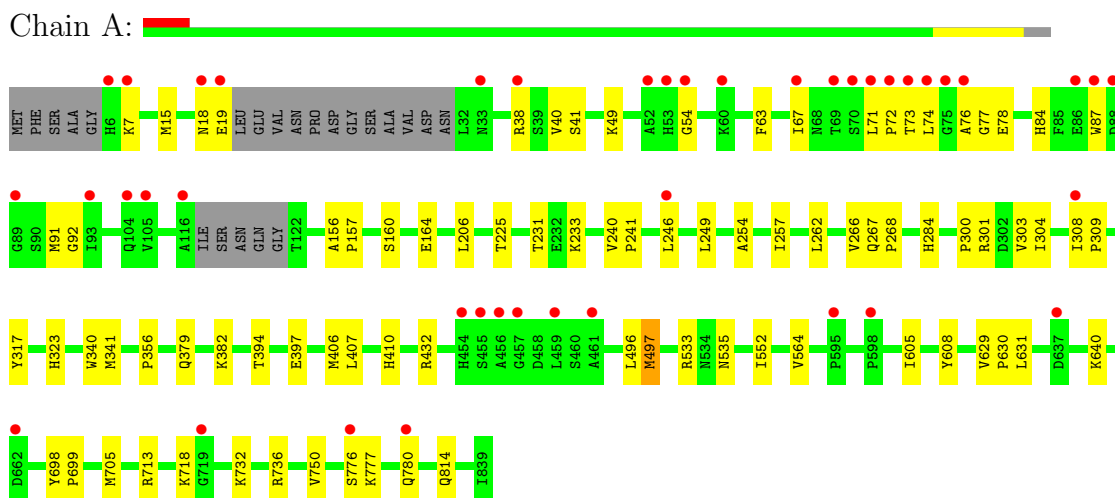 Chain A:
MET PHE SER ALA GLY H6 K7 M15 N18 E19 LEU GLU VAL ASN PRO ASP GLY SER ALA VAL ASP ASN L32 N33 R38 S39 V40 S41 K49 A52 H53 G54 K60 F63 I67 N68 T69 S70 L71 P72 T73 L74 G75 A76 G77 E78 H84 F85 E86 W87 D88
G89 S90 M91 G92 I93 Q104 V105 A116 ILE SER ASN GLN GLY T122 A156 P157 S160 E164 L206 T225 T231 E232 K233 V240 P241 L246 L249 A254 I257 L262 V266 Q267 P268 H284 P300 R301 D302 V303 I304 I308 P309
Y317 H323 W340 M341 P356 Q379 K382 T394 E397 M406 L407 H410 R432 H454 S455 A456 G457 D458 L459 S460 A461 L496 M497 R533 N534 N535 I552 V564 P595 P598 I605 Y608 V629 P630 L631 D637 K640
D662 Y698 P699 M705 R713 K718 G719 K732 R736 V750 S776 K777 Q780 Q814 I839